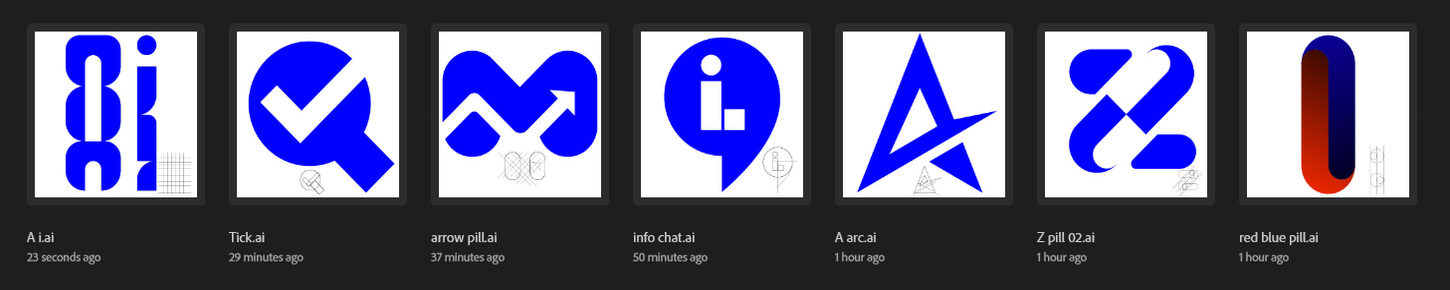 A i.ai
23 seconds ago
Tick.ai
29 minutes ago
arrow pill.ai
37 minutes ago
info chat.ai
50 minutes ago
A arc.ai
1 hour ago
Z pill 02.ai
1 hour ago
red blue pill.ai
1 hour ago